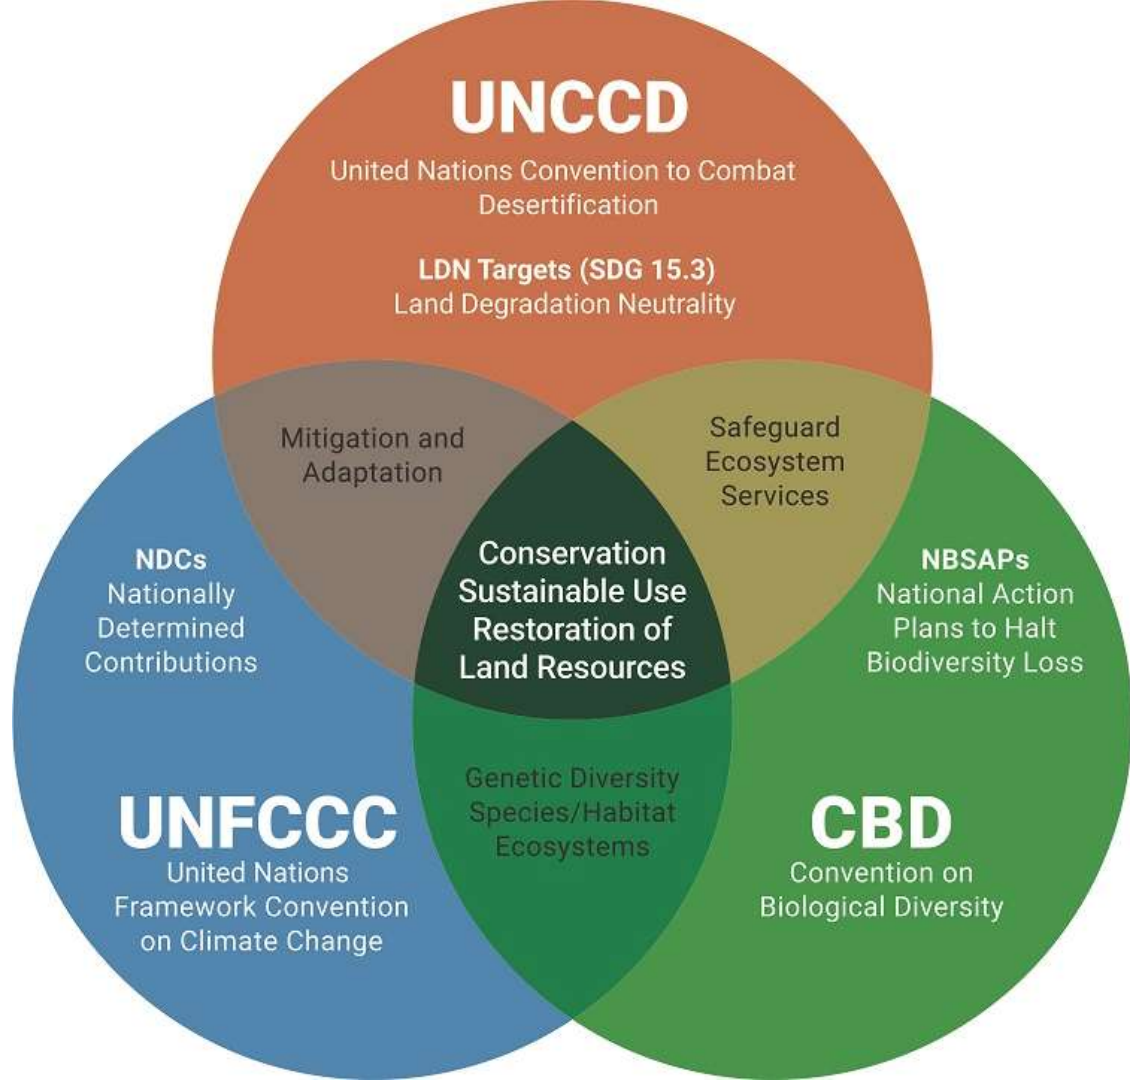 UNCCD
United Nations Convention to Combat
Desertification
LDN Targets (SDG 15.3)
Land Degradation Neutrality
Mitigation and
Adaptation
Safeguard
Ecosystem
Services
NDCs
Nationally
Determined
Contributions
Conservation
Sustainable Use
Restoration of
Land Resources
NBSAPs
National Action
Plans to Halt
Biodiversity Loss
Genetic Diversity
Species/Habitat
Ecosystems
UNFCCC
United Nations
Framework Convention
on Climate Change
CBD
Convention on
Biological Diversity